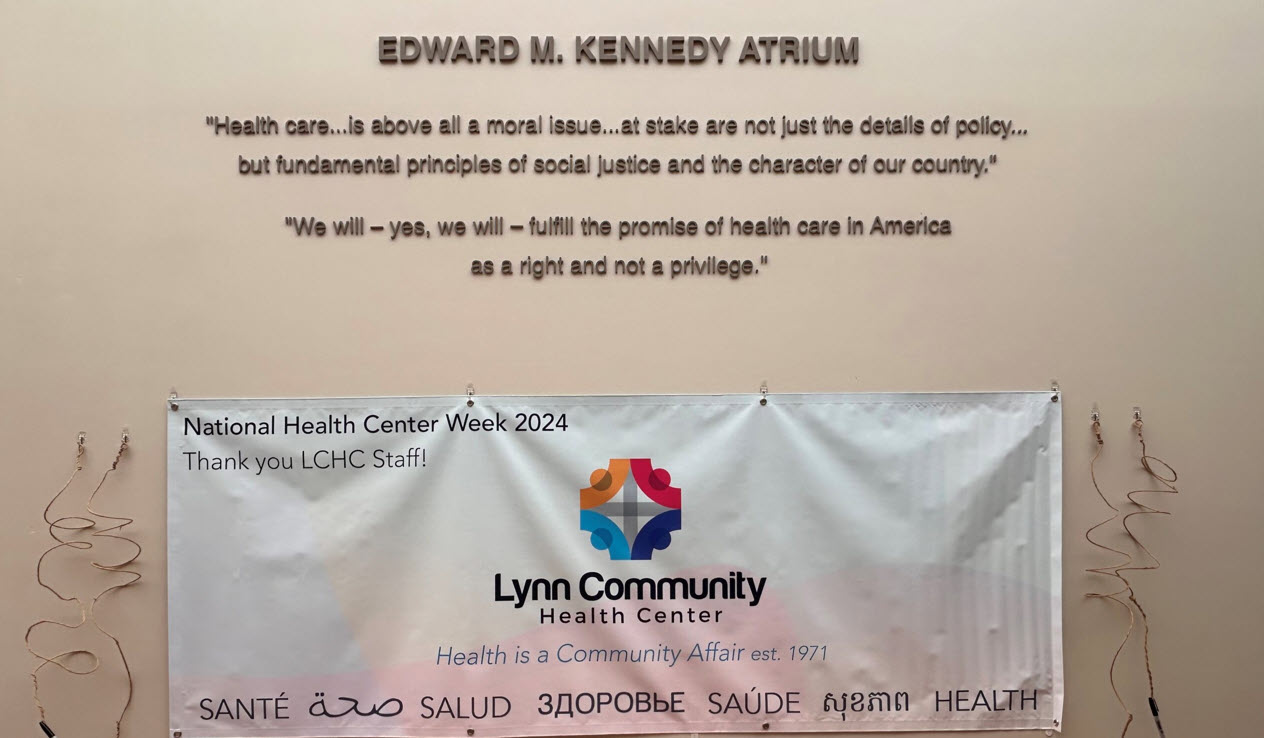 EDWARD M. KENNEDY ATRIUM
"Health care...is above all a moral issue...at stake are not just the details of policy...
but fundamental principles of social justice and the character of our country."
"We will – yes, we will – fulfill the promise of health care in America
as a right and not a privilege."
National Health Center Week 2024
Thank you LCHC Staff!
Lynn Community
Health Center
Health is a Community Affair est. 1971
SANTÉ صحة SALUD ЗДОРОВЬЕ SAÚDE សុខភាព HEALTH